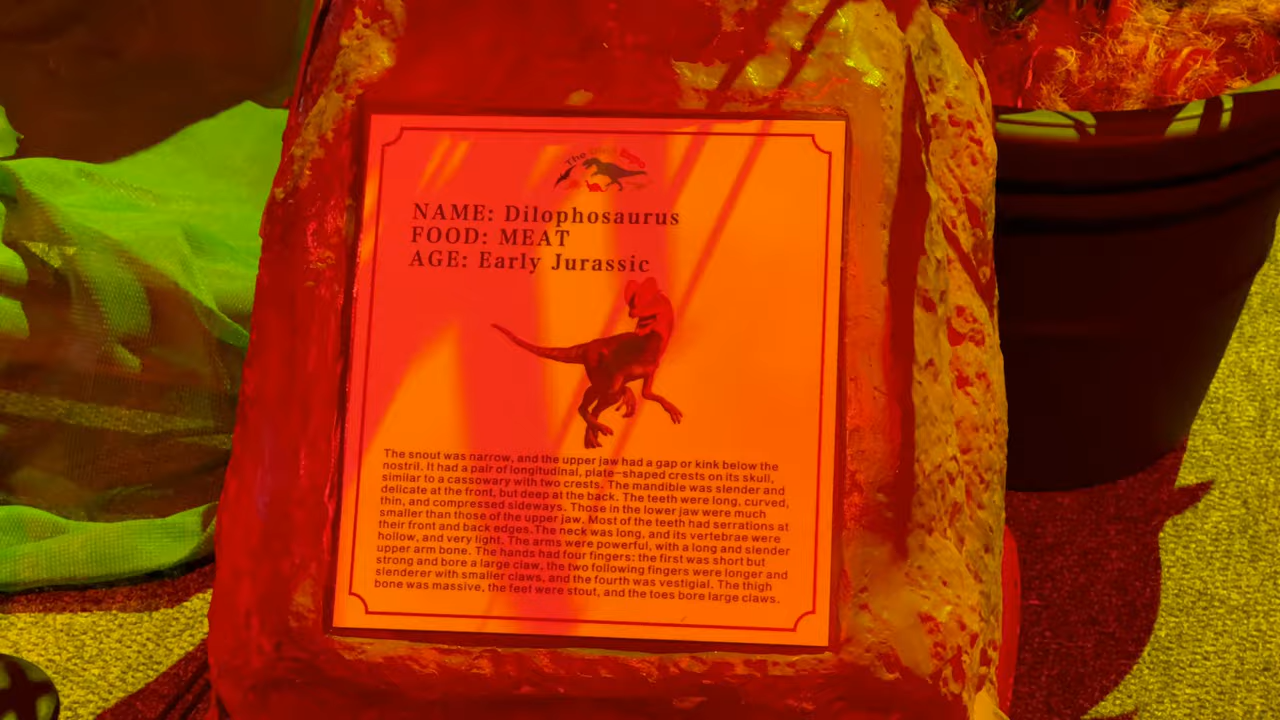 The Dino Expo
NAME: Dilophosaurus
FOOD: MEAT
AGE: Early Jurassic
The snout was narrow, and the upper jaw had a gap or kink below the
nostril. It had a pair of longitudinal, plate-shaped crests on its skull,
similar to a cassowary with two crests. The mandible was slender and
delicate at the front, but deep at the back. The teeth were long, curved,
thin, and compressed sideways. Those in the lower jaw were much
smaller than those of the upper jaw. Most of the teeth had serrations at
their front and back edges. The neck was long, and its vertebrae were
hollow, and very light. The arms were powerful, with a long and slender
upper arm bone. The hands had four fingers: the first was short but
strong and bore a large claw, the two following fingers were longer and
slenderer with smaller claws, and the fourth was vestigial. The thigh
bone was massive, the feet were stout, and the toes bore large claws.